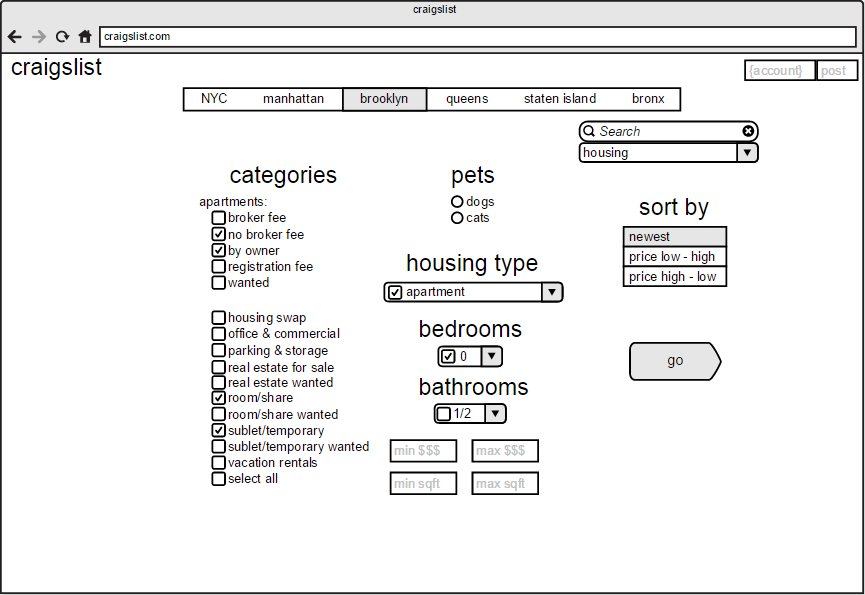 craigslist
craigslist.com
craigslist
{account} post
NYC manhattan brooklyn queens staten island bronx
Search
housing
categories
apartments:
broker fee
no broker fee
by owner
registration fee
wanted
housing swap
office & commercial
parking & storage
real estate for sale
real estate wanted
room/share
room/share wanted
sublet/temporary
sublet/temporary wanted
vacation rentals
select all
pets
dogs
cats
housing type
apartment
bedrooms
0
bathrooms
1/2
min $$$ max $$$
min sqft max sqft
sort by
newest
price low - high
price high - low
go